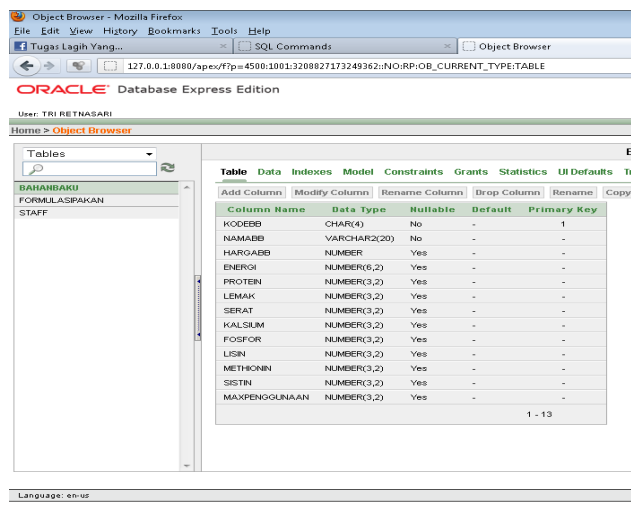 Object Browser - Mozilla Firefox
File Edit View History Bookmarks Tools Help
Tugas Lagih Yang... × SQL Commands × Object Browser
127.0.0.1:8080/apex/f?p=4500:1001:3208827173249362::NO:RP:OB_CURRENT_TYPE:TABLE
ORACLE Database Express Edition
User: TRI RETNASARI
Home > Object Browser
Tables
BAHANBAKU
FORMULASIPAKAN
STAFF
Table Data Indexes Model Constraints Grants Statistics UI Defaults
Add Column Modify Column Rename Column Drop Column Rename Copy
Column Name Data Type Nullable Default Primary Key
KODEBB CHAR(4) No - 1
NAMABB VARCHAR2(20) No - -
HARGABB NUMBER Yes - -
ENERGI NUMBER(6,2) Yes - -
PROTEIN NUMBER(3,2) Yes - -
LEMAK NUMBER(3,2) Yes - -
SERAT NUMBER(3,2) Yes - -
KALSIUM NUMBER(3,2) Yes - -
FOSFOR NUMBER(3,2) Yes - -
LISIN NUMBER(3,2) Yes - -
METHIONIN NUMBER(3,2) Yes - -
SISTIN NUMBER(3,2) Yes - -
MAXPENGGUNAAN NUMBER(3,2) Yes - -
1 - 13
Language: en-us